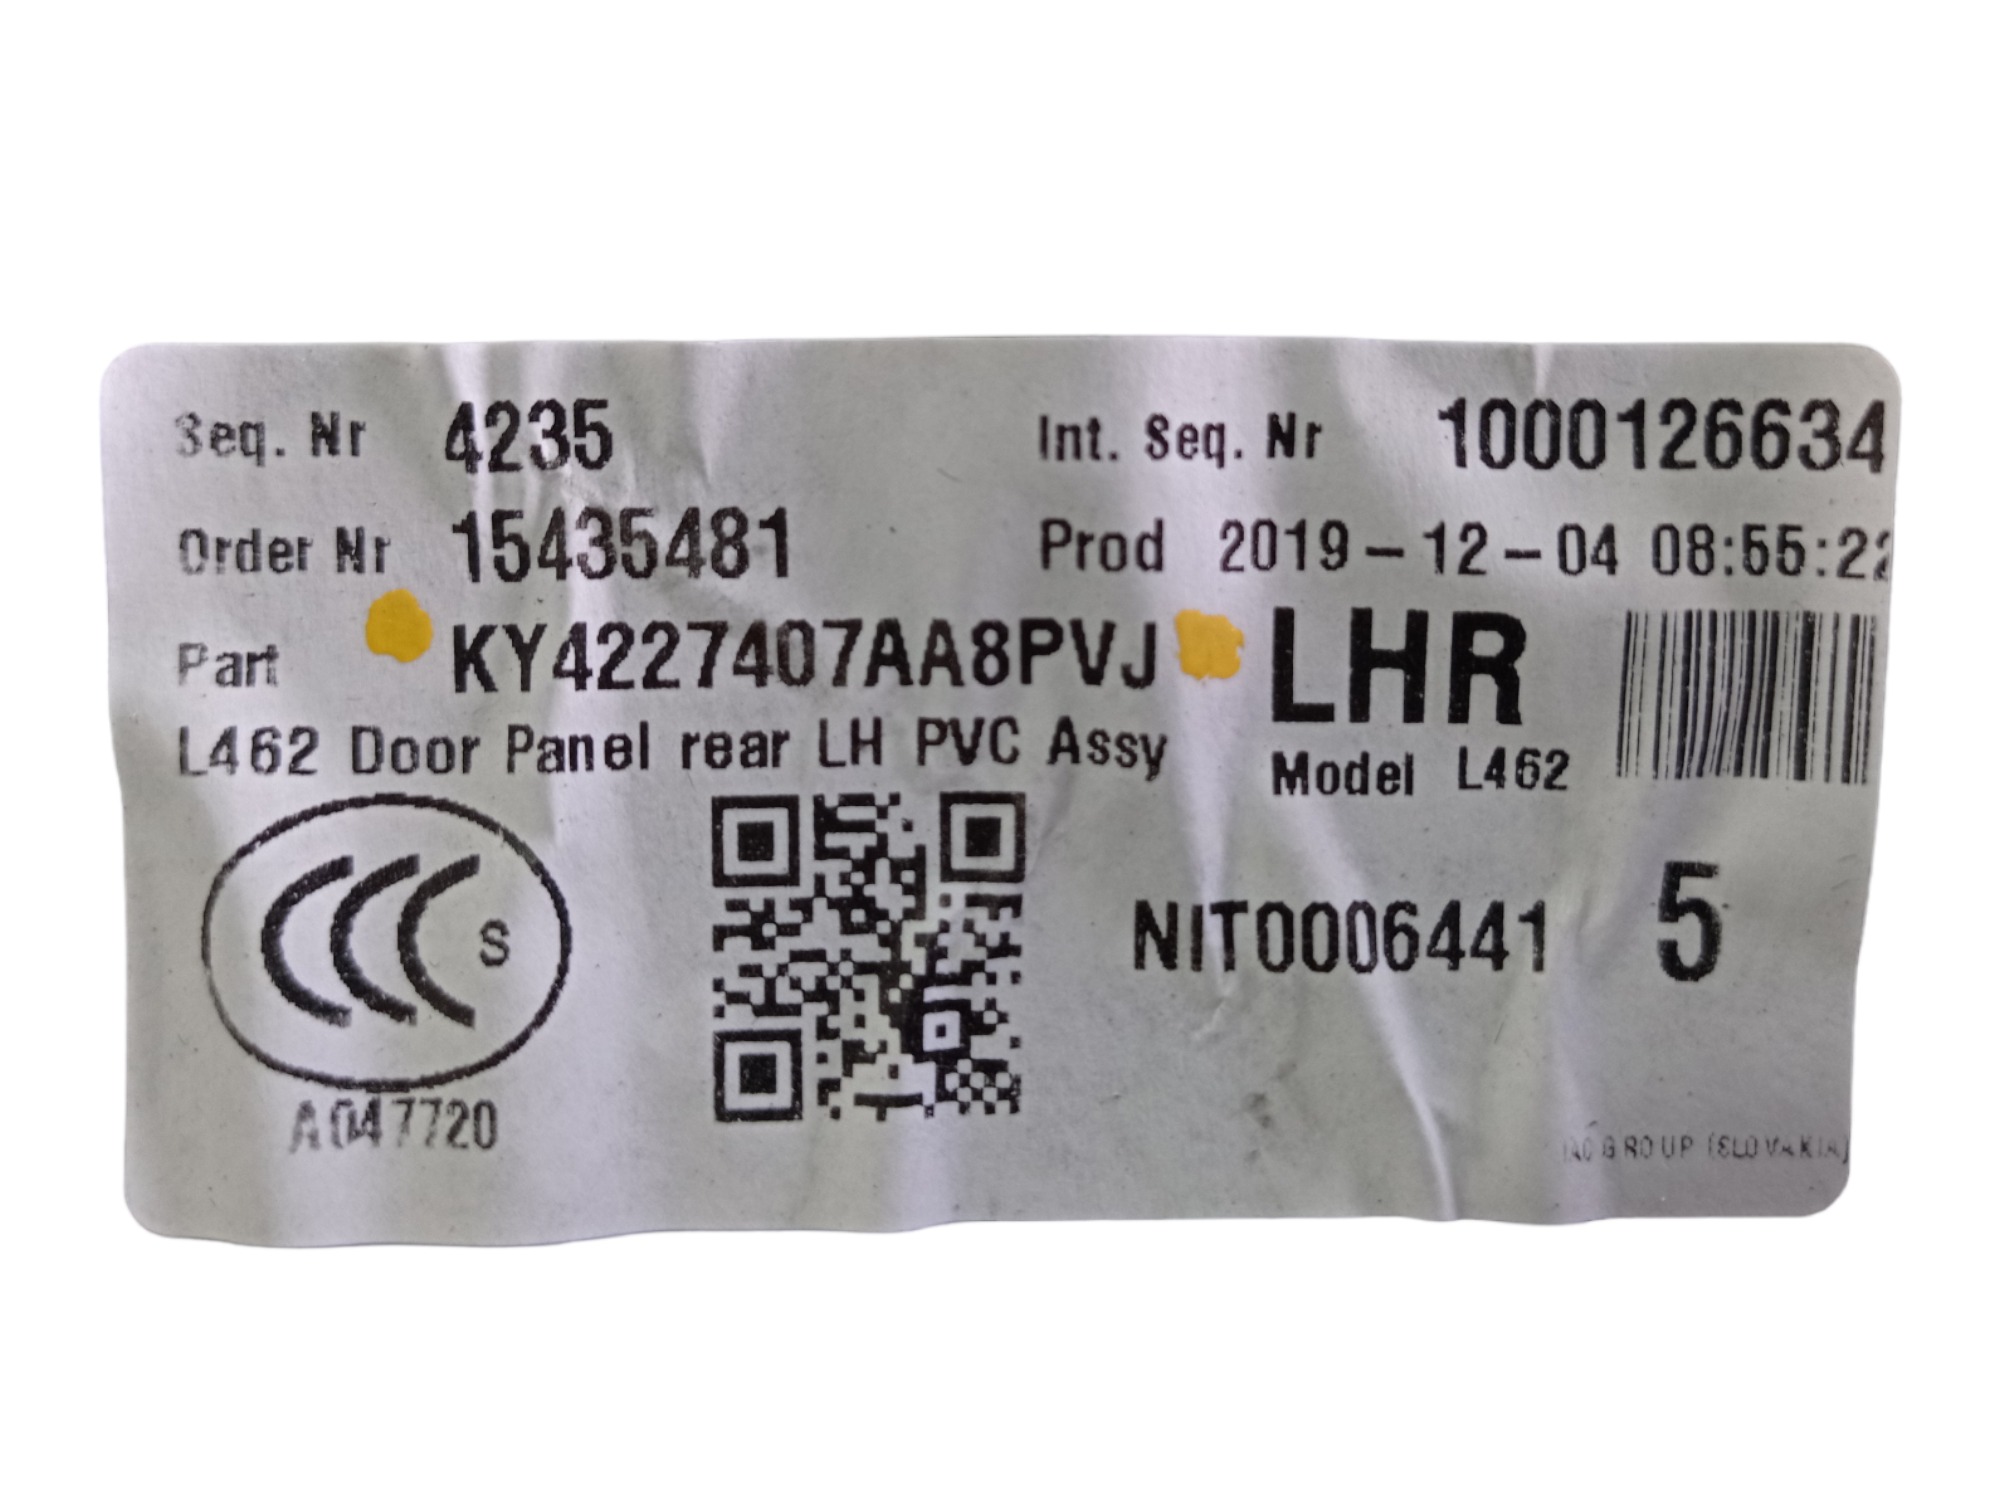 Seq. Nr 4235 Int. Seq. Nr 1000126634
Order Nr 15435481 Prod 2019-12-04 08:55:22
Part KY4227407AA8PVJ LHR
L462 Door Panel rear LH PVC Assy Model L462
CCC S
NIT0006441 5
A047720
IAC GROUP (SLOVAKIA)